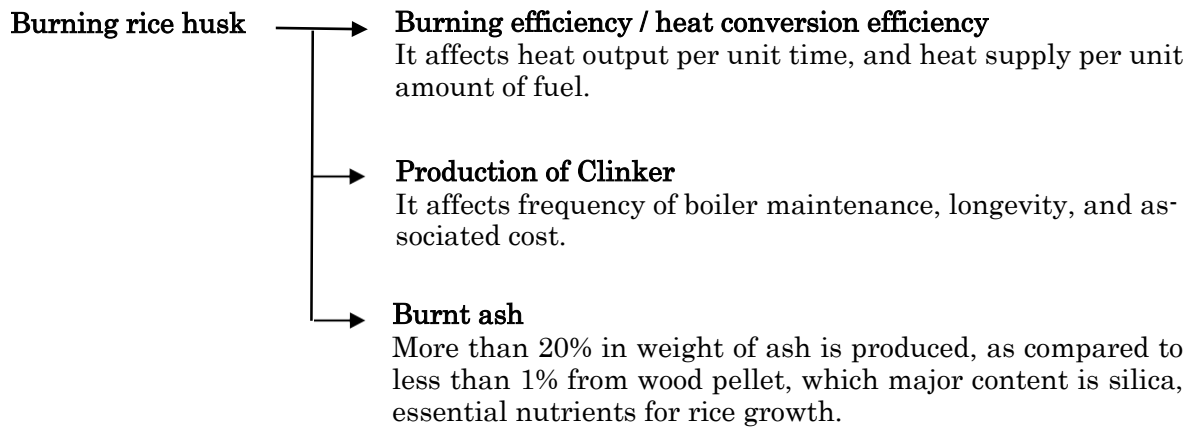 Burning rice husk
Burning efficiency / heat conversion efficiency
It affects heat output per unit time, and heat supply per unit
amount of fuel.
Production of Clinker
It affects frequency of boiler maintenance, longevity, and as-
sociated cost.
Burnt ash
More than 20% in weight of ash is produced, as compared to
less than 1% from wood pellet, which major content is silica,
essential nutrients for rice growth.